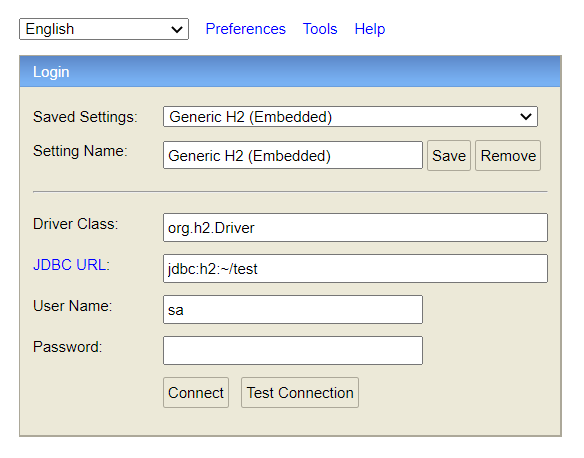 English Preferences Tools Help
Login
Saved Settings: Generic H2 (Embedded)
Setting Name: Generic H2 (Embedded) Save Remove
Driver Class: org.h2.Driver
JDBC URL: jdbc:h2:~/test
User Name: sa
Password:
Connect Test Connection